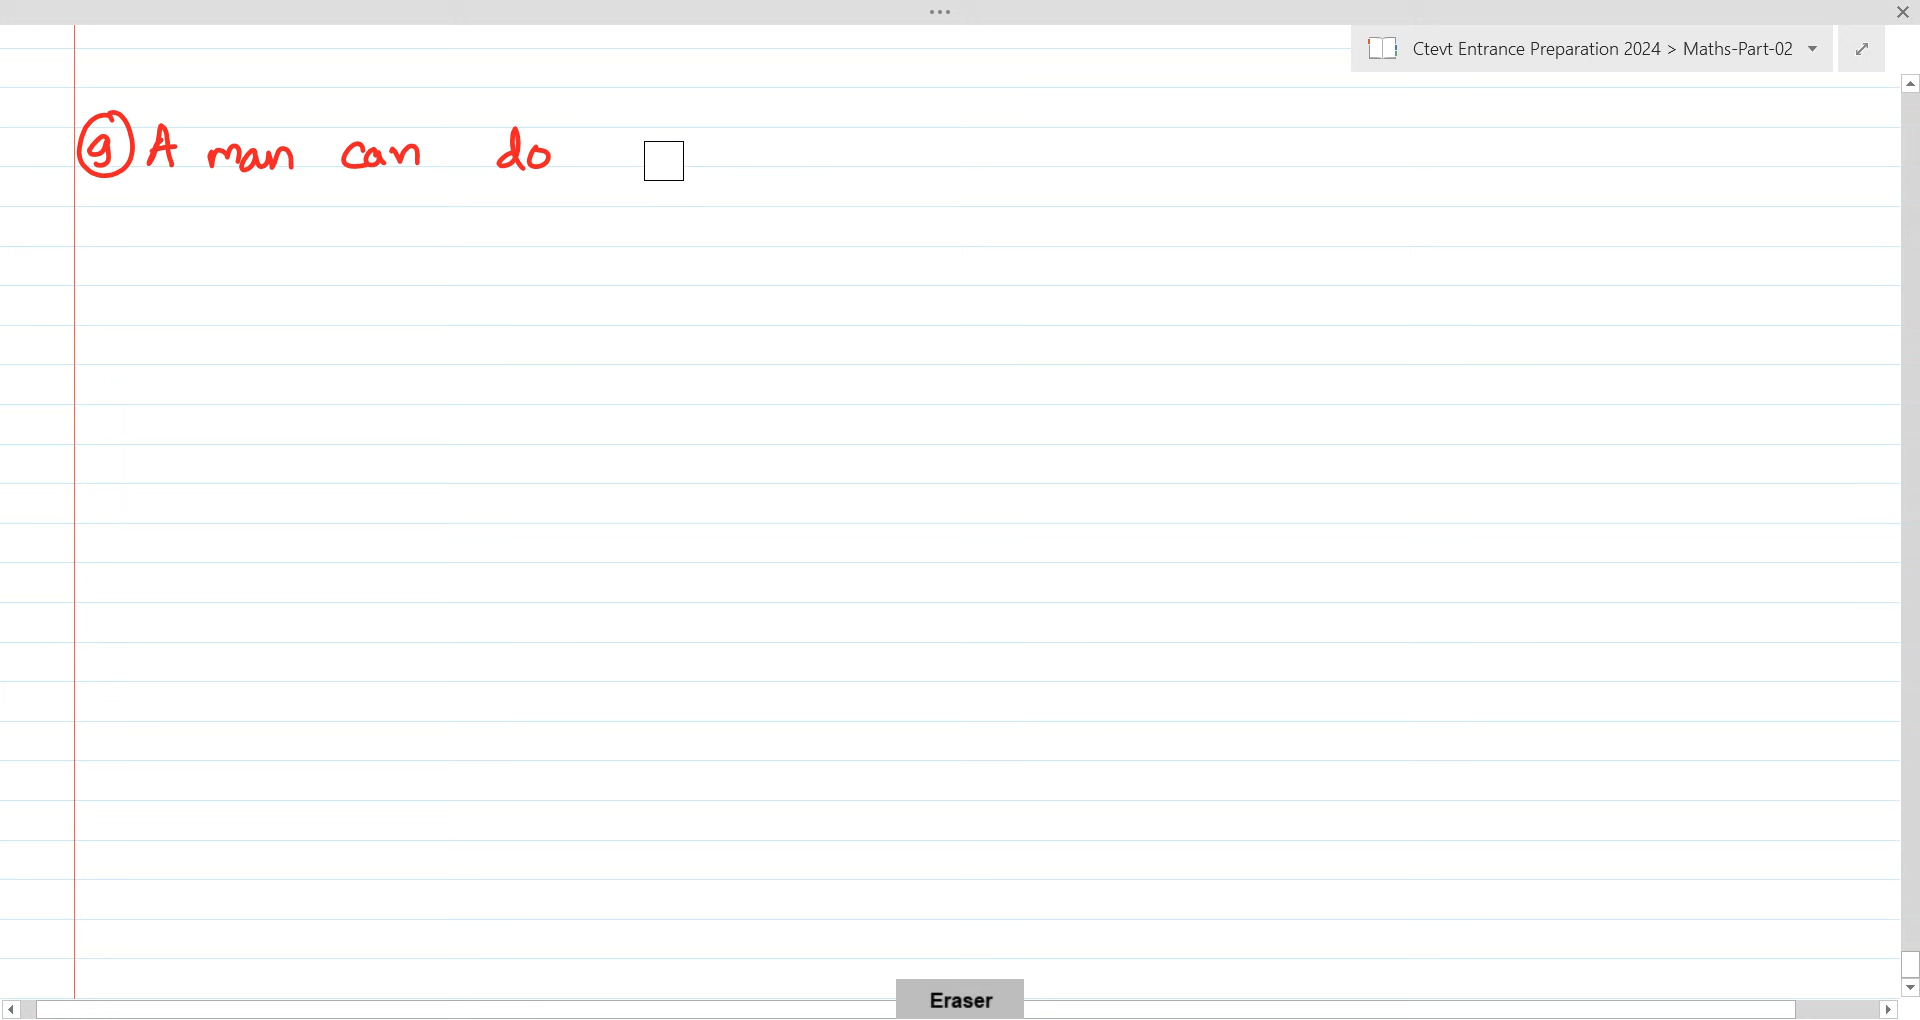 Ctevt Entrance Preparation 2024 > Maths-Part-02
9 A man can do
Eraser